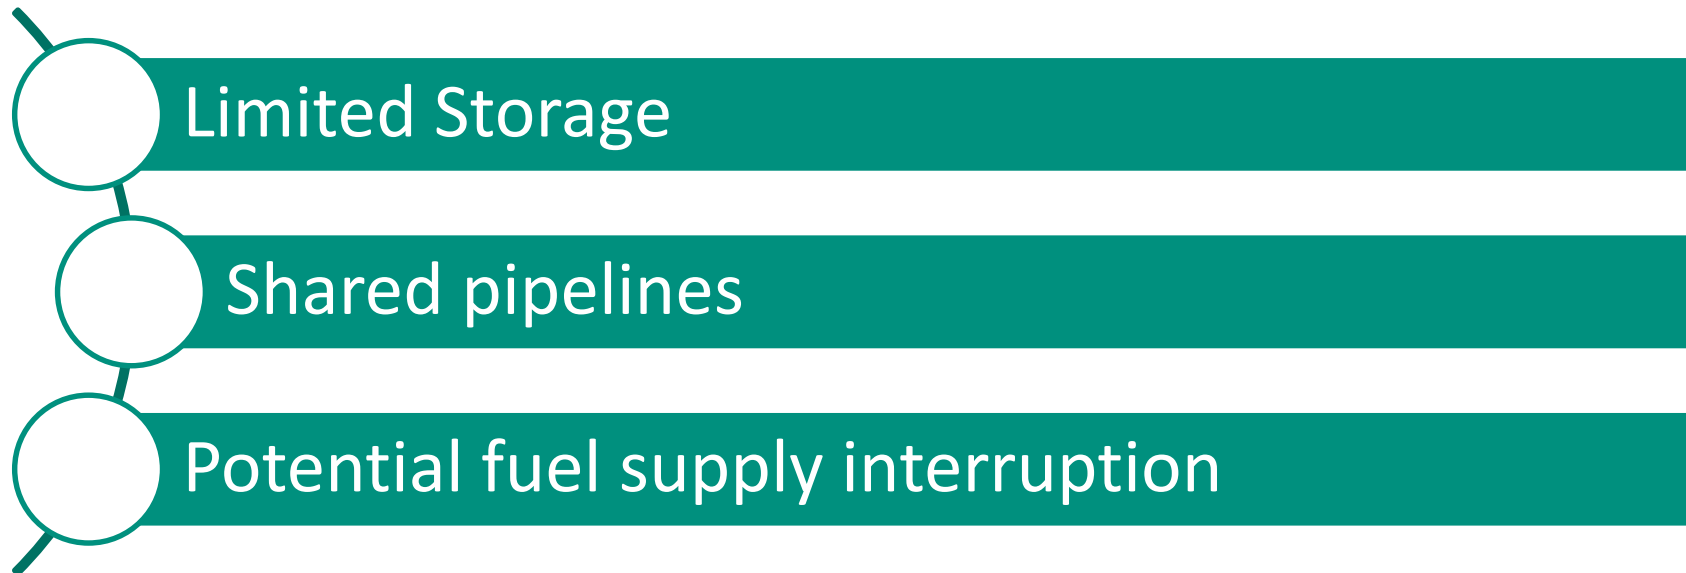 Limited Storage
Shared pipelines
Potential fuel supply interruption